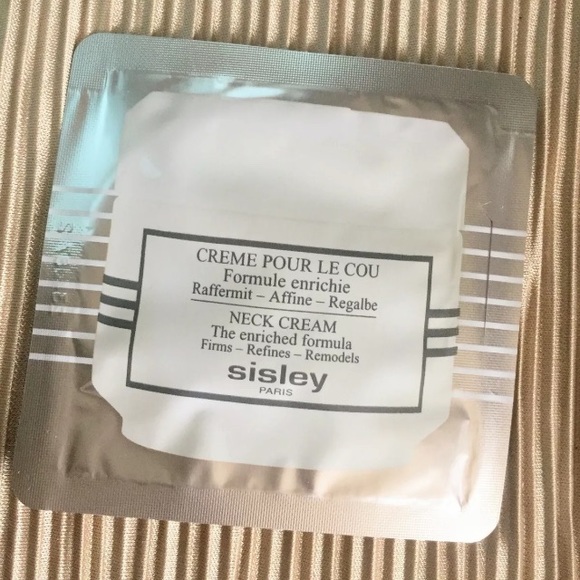 CREME POUR LE COU
Formule enrichie
Raffermit – Affine – Regalbe
NECK CREAM
The enriched formula
Firms – Refines – Remodels
sisley
PARIS